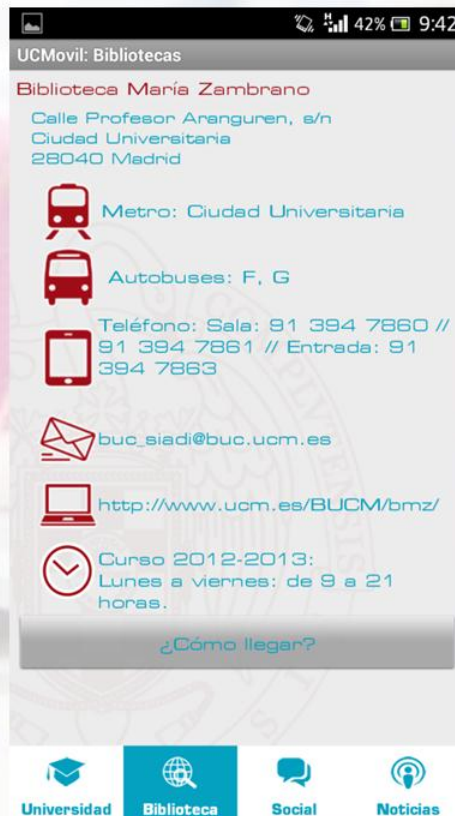 42% 9:42
UCMovil: Bibliotecas
Biblioteca María Zambrano
Calle Profesor Aranguren, s/n
Ciudad Universitaria
28040 Madrid
Metro: Ciudad Universitaria
Autobuses: F, G
Teléfono: Sala: 91 394 7860 //
91 394 7861 // Entrada: 91
394 7863
buc_siadi@buc.ucm.es
http://www.ucm.es/BUCM/bmz/
Curso 2012-2013:
Lunes a viernes: de 9 a 21
horas.
¿Cómo llegar?
Universidad Biblioteca Social Noticias